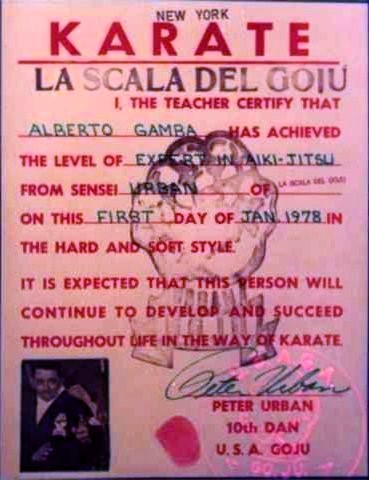 NEW YORK
KARATE
LA SCALA DEL GOJU
I, THE TEACHER CERTIFY THAT
ALBERTO GAMBA HAS ACHIEVED
THE LEVEL OF EXPERT IN AIKI-JITSU
FROM SENSEI URBAN OF LA SCALA DEL GOJU
ON THIS FIRST DAY OF JAN 1978 IN
THE HARD AND SOFT STYLE.
IT IS EXPECTED THAT THIS PERSON WILL
CONTINUE TO DEVELOP AND SUCCEED
THROUGHOUT LIFE IN THE WAY OF KARATE.
Peter Urban
PETER URBAN
10th DAN
U.S.A. GOJU